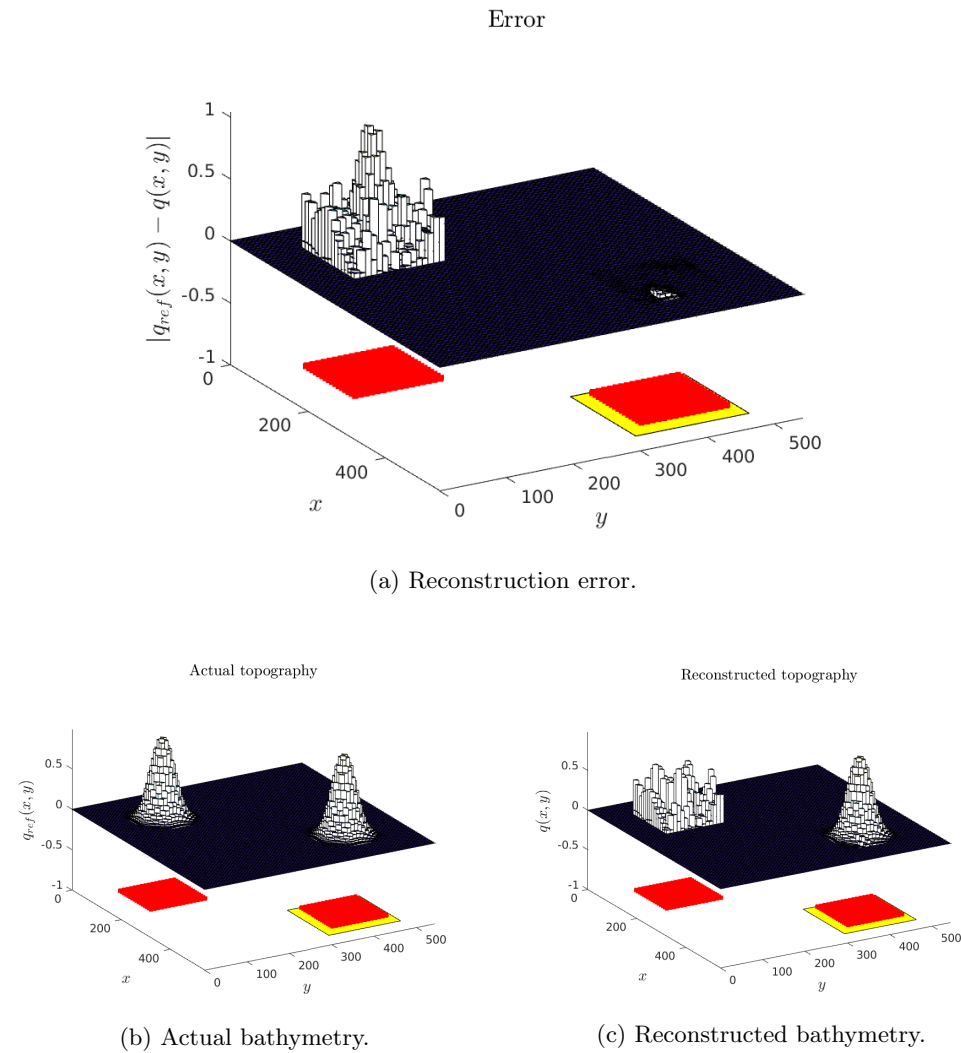 Error
|q_{ref}(x, y) − q(x, y)|
1
0.5
0
-0.5
-1
0
200
400
x
0
100
200
300
400
500
y
(a) Reconstruction error.
Actual topography
q_{ref}(x, y)
0.5
0
-0.5
-1
0
200
400
x
0
100
200
300
400
500
y
(b) Actual bathymetry.
Reconstructed topography
q(x, y)
0.5
0
-0.5
-1
0
200
400
x
0
100
200
300
400
500
y
(c) Reconstructed bathymetry.